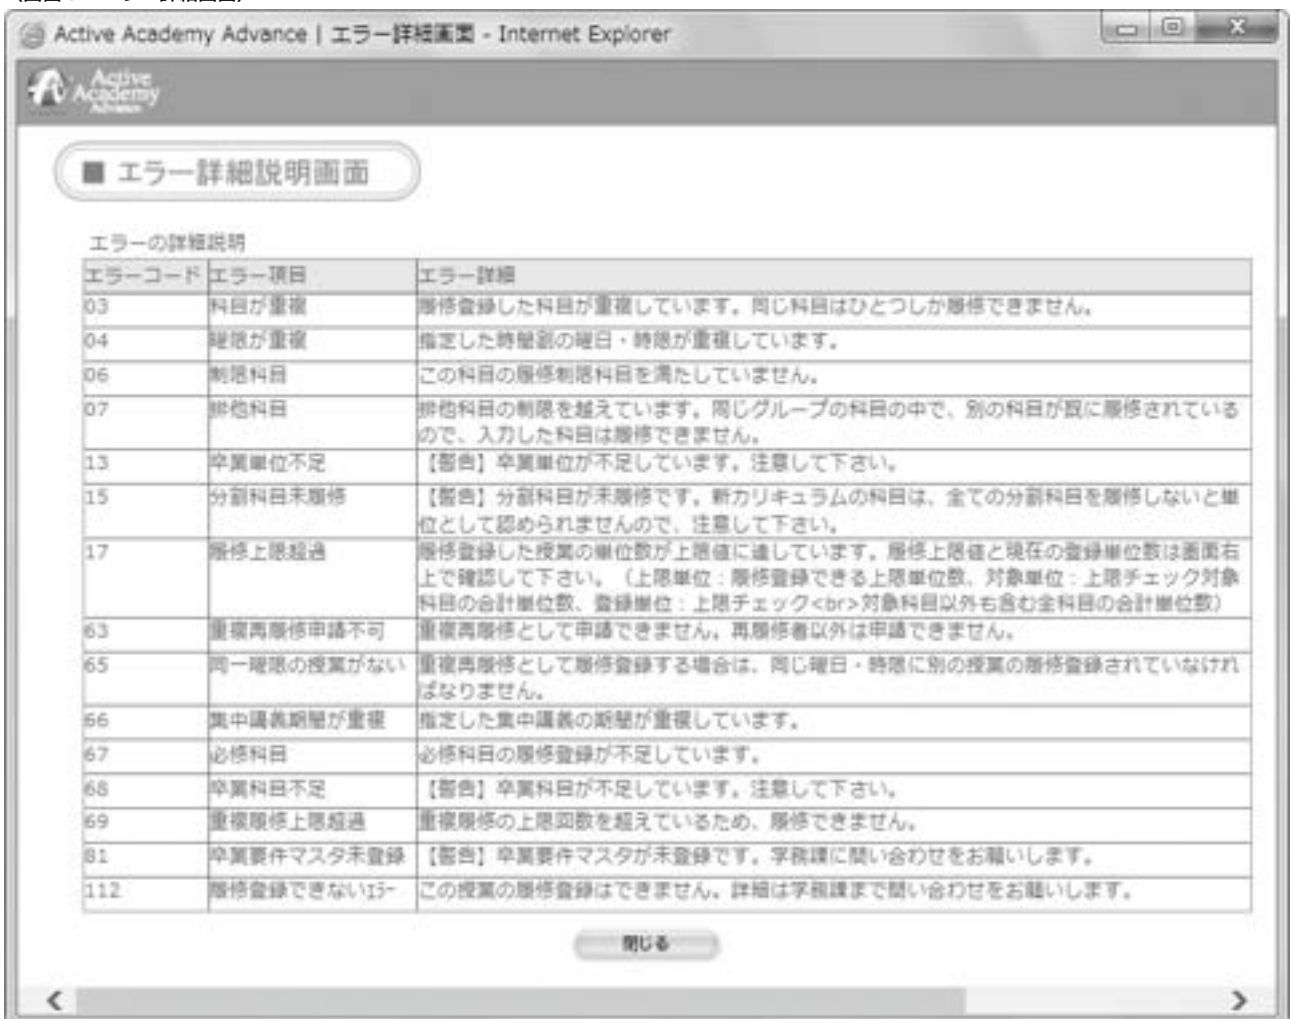 Active Academy Advance | エラー詳細画面 - Internet Explorer
Active
Academy
Advance
■ エラー詳細説明画面
エラーの詳細説明
エラーコード エラー項目 エラー詳細
03 科目が重複 履修登録した科目が重複しています。同じ科目はひとつしか履修できません。
04 曜限が重複 指定した時間割の曜日・時限が重複しています。
06 制限科目 この科目の履修制限科目を満たしていません。
07 排他科目 排他科目の制限を越えています。同じグループの科目の中で、別の科目が既に履修されている
ので、入力した科目は履修できません。
13 卒業単位不足 【警告】卒業単位が不足しています。注意して下さい。
15 分割科目未履修 【警告】分割科目が未履修です。新カリキュラムの科目は、全ての分割科目を履修しないと単
位として認められませんので、注意して下さい。
17 履修上限超過 履修登録した授業の単位数が上限値に達しています。履修上限値と現在の登録単位数は画面右
上で確認して下さい。（上限単位：履修登録できる上限単位数、対象単位：上限チェック対象
科目の合計単位数、登録単位：上限チェック<br>対象科目以外も含む全科目の合計単位数）
63 重複再履修申請不可 重複再履修として申請できません。再履修者以外は申請できません。
65 同一曜限の授業がない 重複再履修として履修登録する場合は、同じ曜日・時限に別の授業の履修登録されていなけれ
ばなりません。
66 集中講義期間が重複 指定した集中講義の期間が重複しています。
67 必修科目 必修科目の履修登録が不足しています。
68 卒業科目不足 【警告】卒業科目が不足しています。注意して下さい。
69 重複履修上限超過 重複履修の上限回数を超えているため、履修できません。
81 卒業要件マスタ未登録 【警告】卒業要件マスタが未登録です。学務課に問い合わせをお願いします。
112 履修登録できないｴﾗｰ この授業の履修登録はできません。詳細は学務課まで問い合わせをお願いします。
閉じる